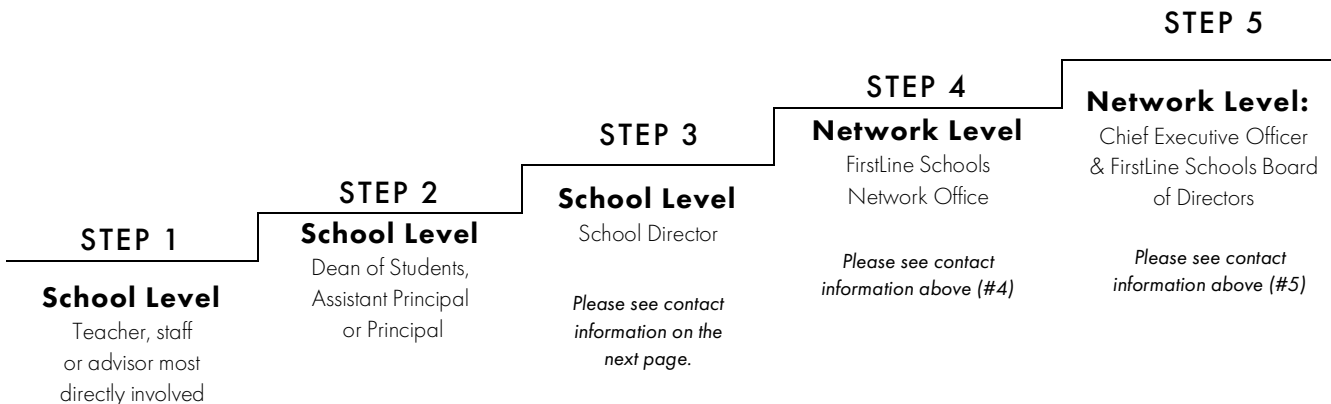 STEP 1
School Level
Teacher, staff
or advisor most
directly involved
STEP 2
School Level
Dean of Students,
Assistant Principal
or Principal
STEP 3
School Level
School Director
Please see contact
information on the
next page.
STEP 4
Network Level
FirstLine Schools
Network Office
Please see contact
information above (#4)
STEP 5
Network Level:
Chief Executive Officer
& FirstLine Schools Board
of Directors
Please see contact
information above (#5)